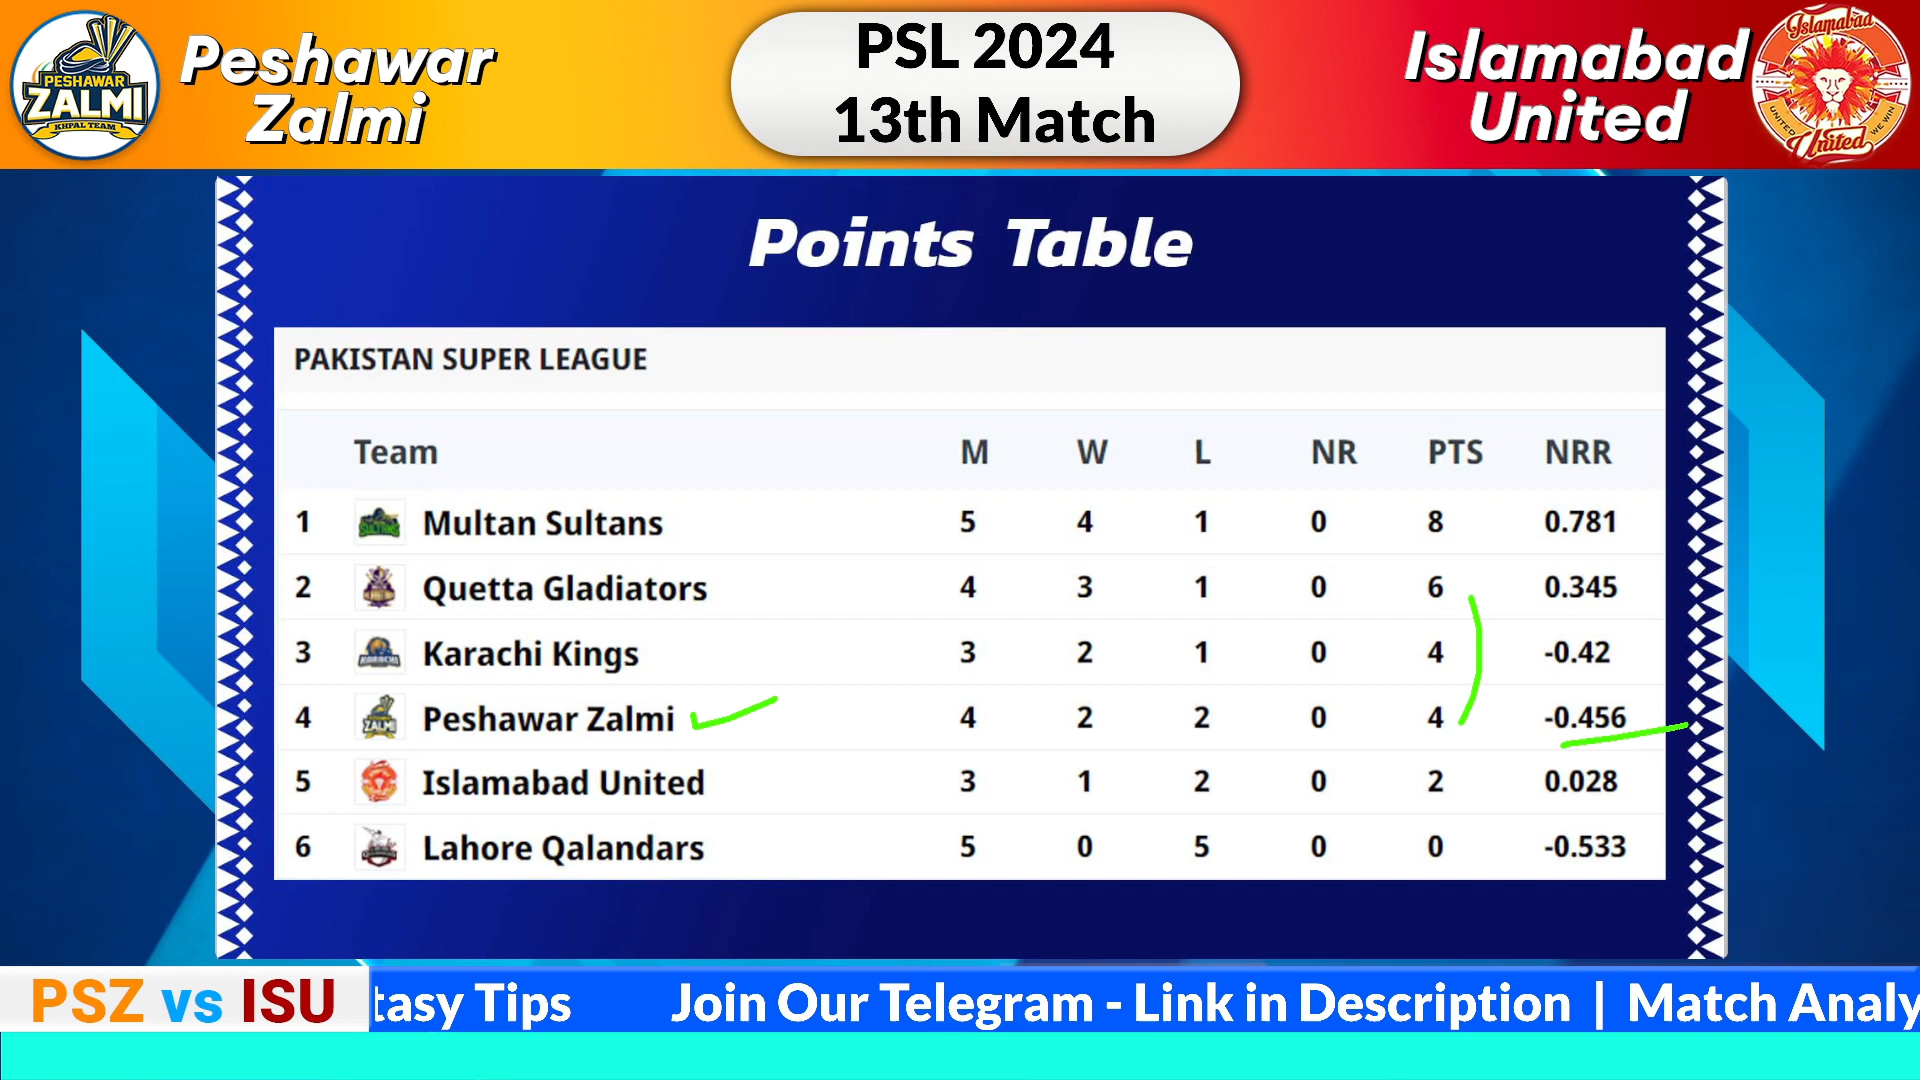 PESHAWAR
ZALMI
KHPAL TEAM
Peshawar
Zalmi
PSL 2024
13th Match
Islamabad
United
Islamabad
United
UNITED WE WIN
Points Table
PAKISTAN SUPER LEAGUE
Team M W L NR PTS NRR
1 Multan Sultans 5 4 1 0 8 0.781
2 Quetta Gladiators 4 3 1 0 6 0.345
3 Karachi Kings 3 2 1 0 4 -0.42
4 Peshawar Zalmi 4 2 2 0 4 -0.456
5 Islamabad United 3 1 2 0 2 0.028
6 Lahore Qalandars 5 0 5 0 0 -0.533
PSZ vs ISU tasy Tips Join Our Telegram - Link in Description | Match Analy